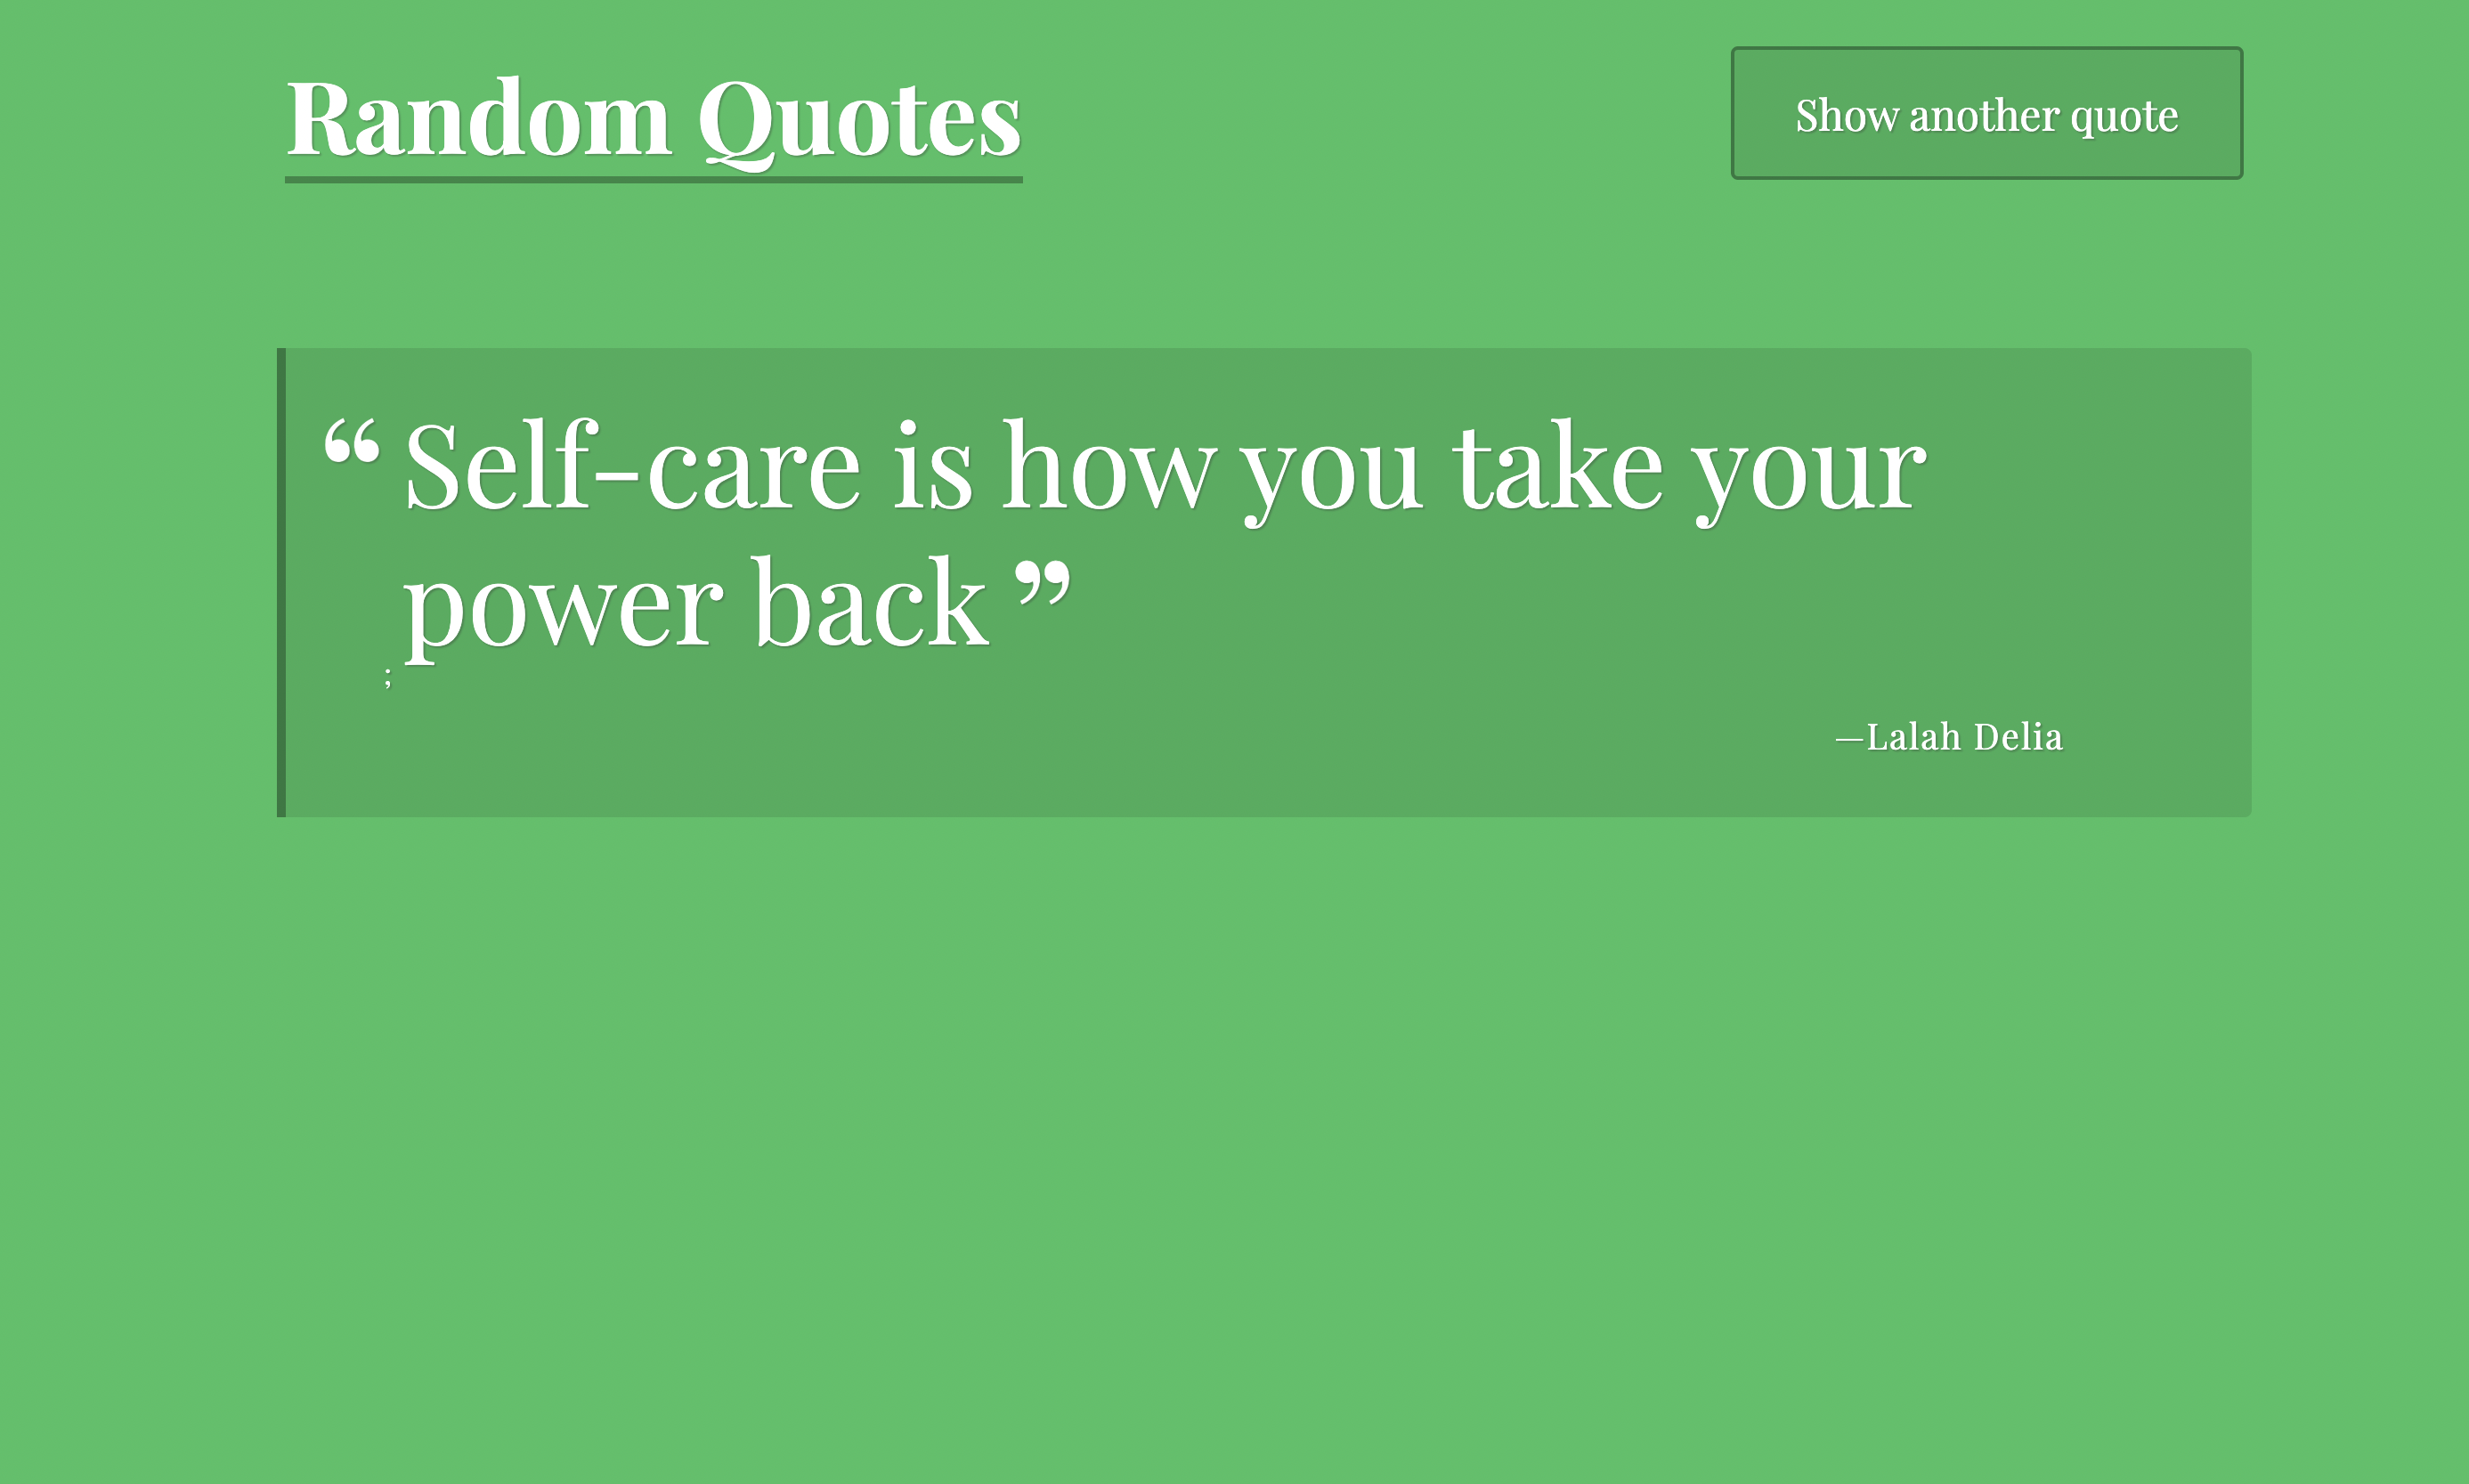 Random Quotes
Show another quote
“ Self-care is how you take your
power back ”
;
—Lalah Delia